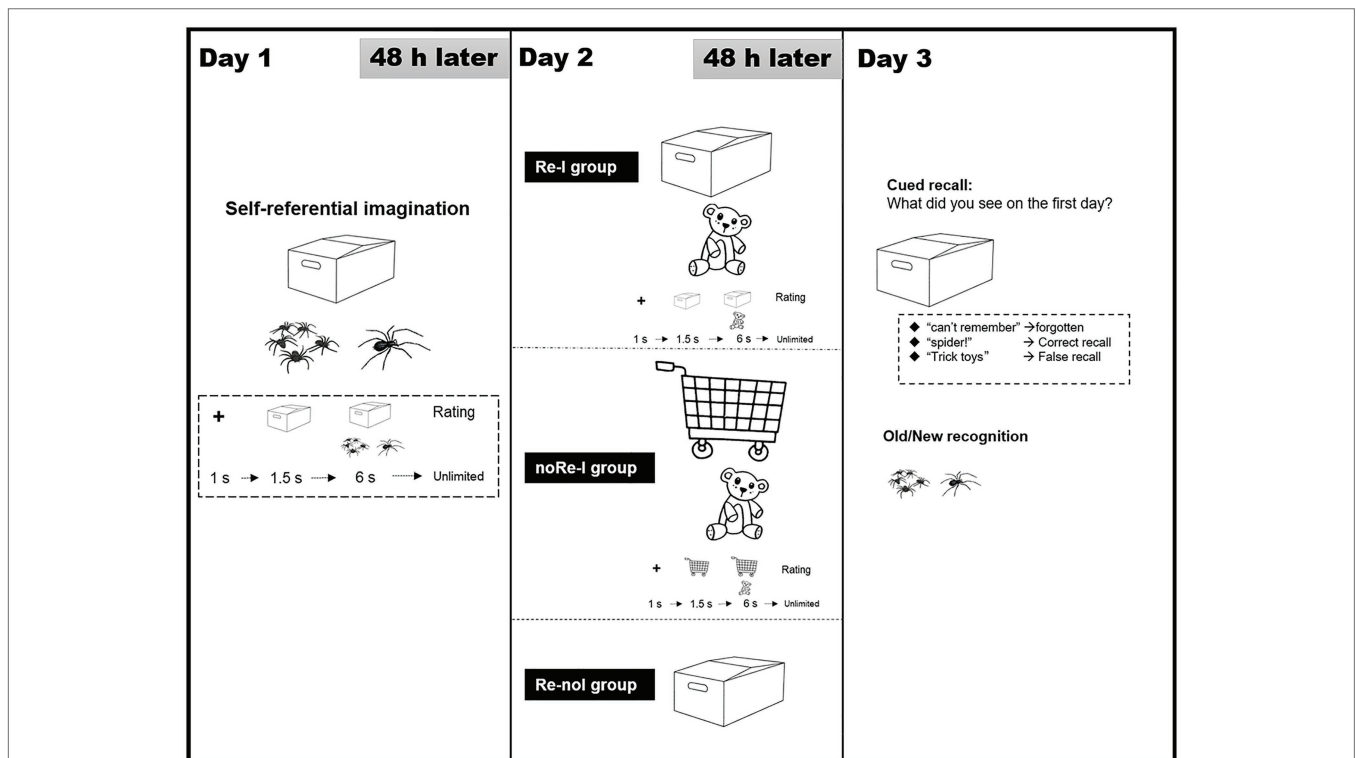 Day 1
48 h later
Self-referential imagination
+ Rating
1 s 1.5 s 6 s Unlimited
Day 2
48 h later
Re-I group
+ Rating
1 s 1.5 s 6 s Unlimited
noRe-I group
+ Rating
1 s 1.5 s 6 s Unlimited
Re-noI group
Day 3
Cued recall:
What did you see on the first day?
◆ “can’t remember” →forgotten
◆ “spider!” → Correct recall
◆ “Trick toys” → False recall
Old/New recognition